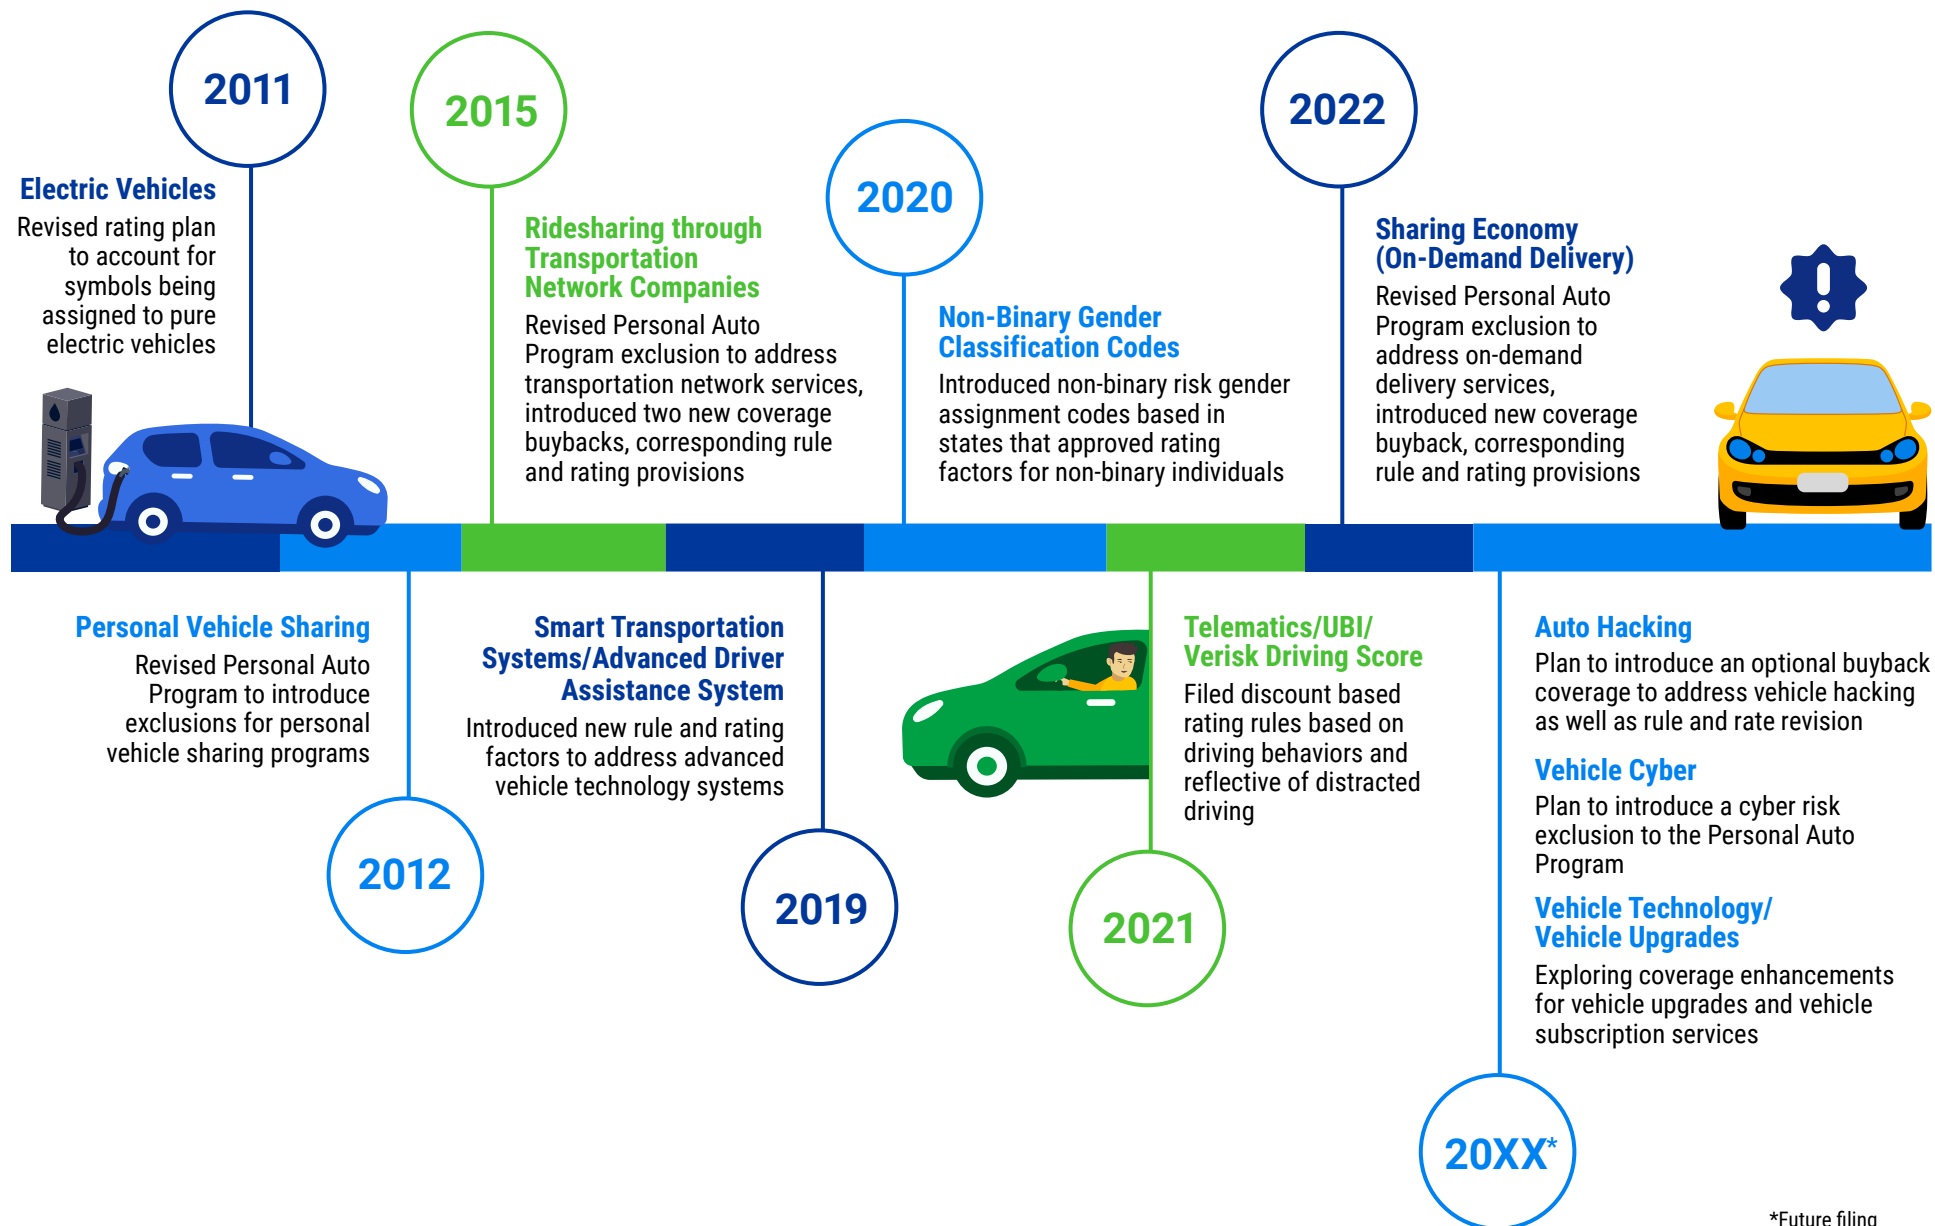 2011
Electric Vehicles
Revised rating plan
to account for
symbols being
assigned to pure
electric vehicles
Personal Vehicle Sharing
Revised Personal Auto
Program to introduce
exclusions for personal
vehicle sharing programs
2012
2015
Ridesharing through
Transportation
Network Companies
Revised Personal Auto
Program exclusion to address
transportation network services,
introduced two new coverage
buybacks, corresponding rule
and rating provisions
Smart Transportation
Systems/Advanced Driver
Assistance System
Introduced new rule and rating
factors to address advanced
vehicle technology systems
2019
2020
Non-Binary Gender
Classification Codes
Introduced non-binary risk gender
assignment codes based in
states that approved rating
factors for non-binary individuals
Telematics/UBI/
Verisk Driving Score
Filed discount based
rating rules based on
driving behaviors and
reflective of distracted
driving
2021
2022
Sharing Economy
(On-Demand Delivery)
Revised Personal Auto
Program exclusion to
address on-demand
delivery services,
introduced new coverage
buyback, corresponding
rule and rating provisions
Auto Hacking
Plan to introduce an optional buyback
coverage to address vehicle hacking
as well as rule and rate revision
Vehicle Cyber
Plan to introduce a cyber risk
exclusion to the Personal Auto
Program
Vehicle Technology/
Vehicle Upgrades
Exploring coverage enhancements
for vehicle upgrades and vehicle
subscription services
20XX*
*Future filing